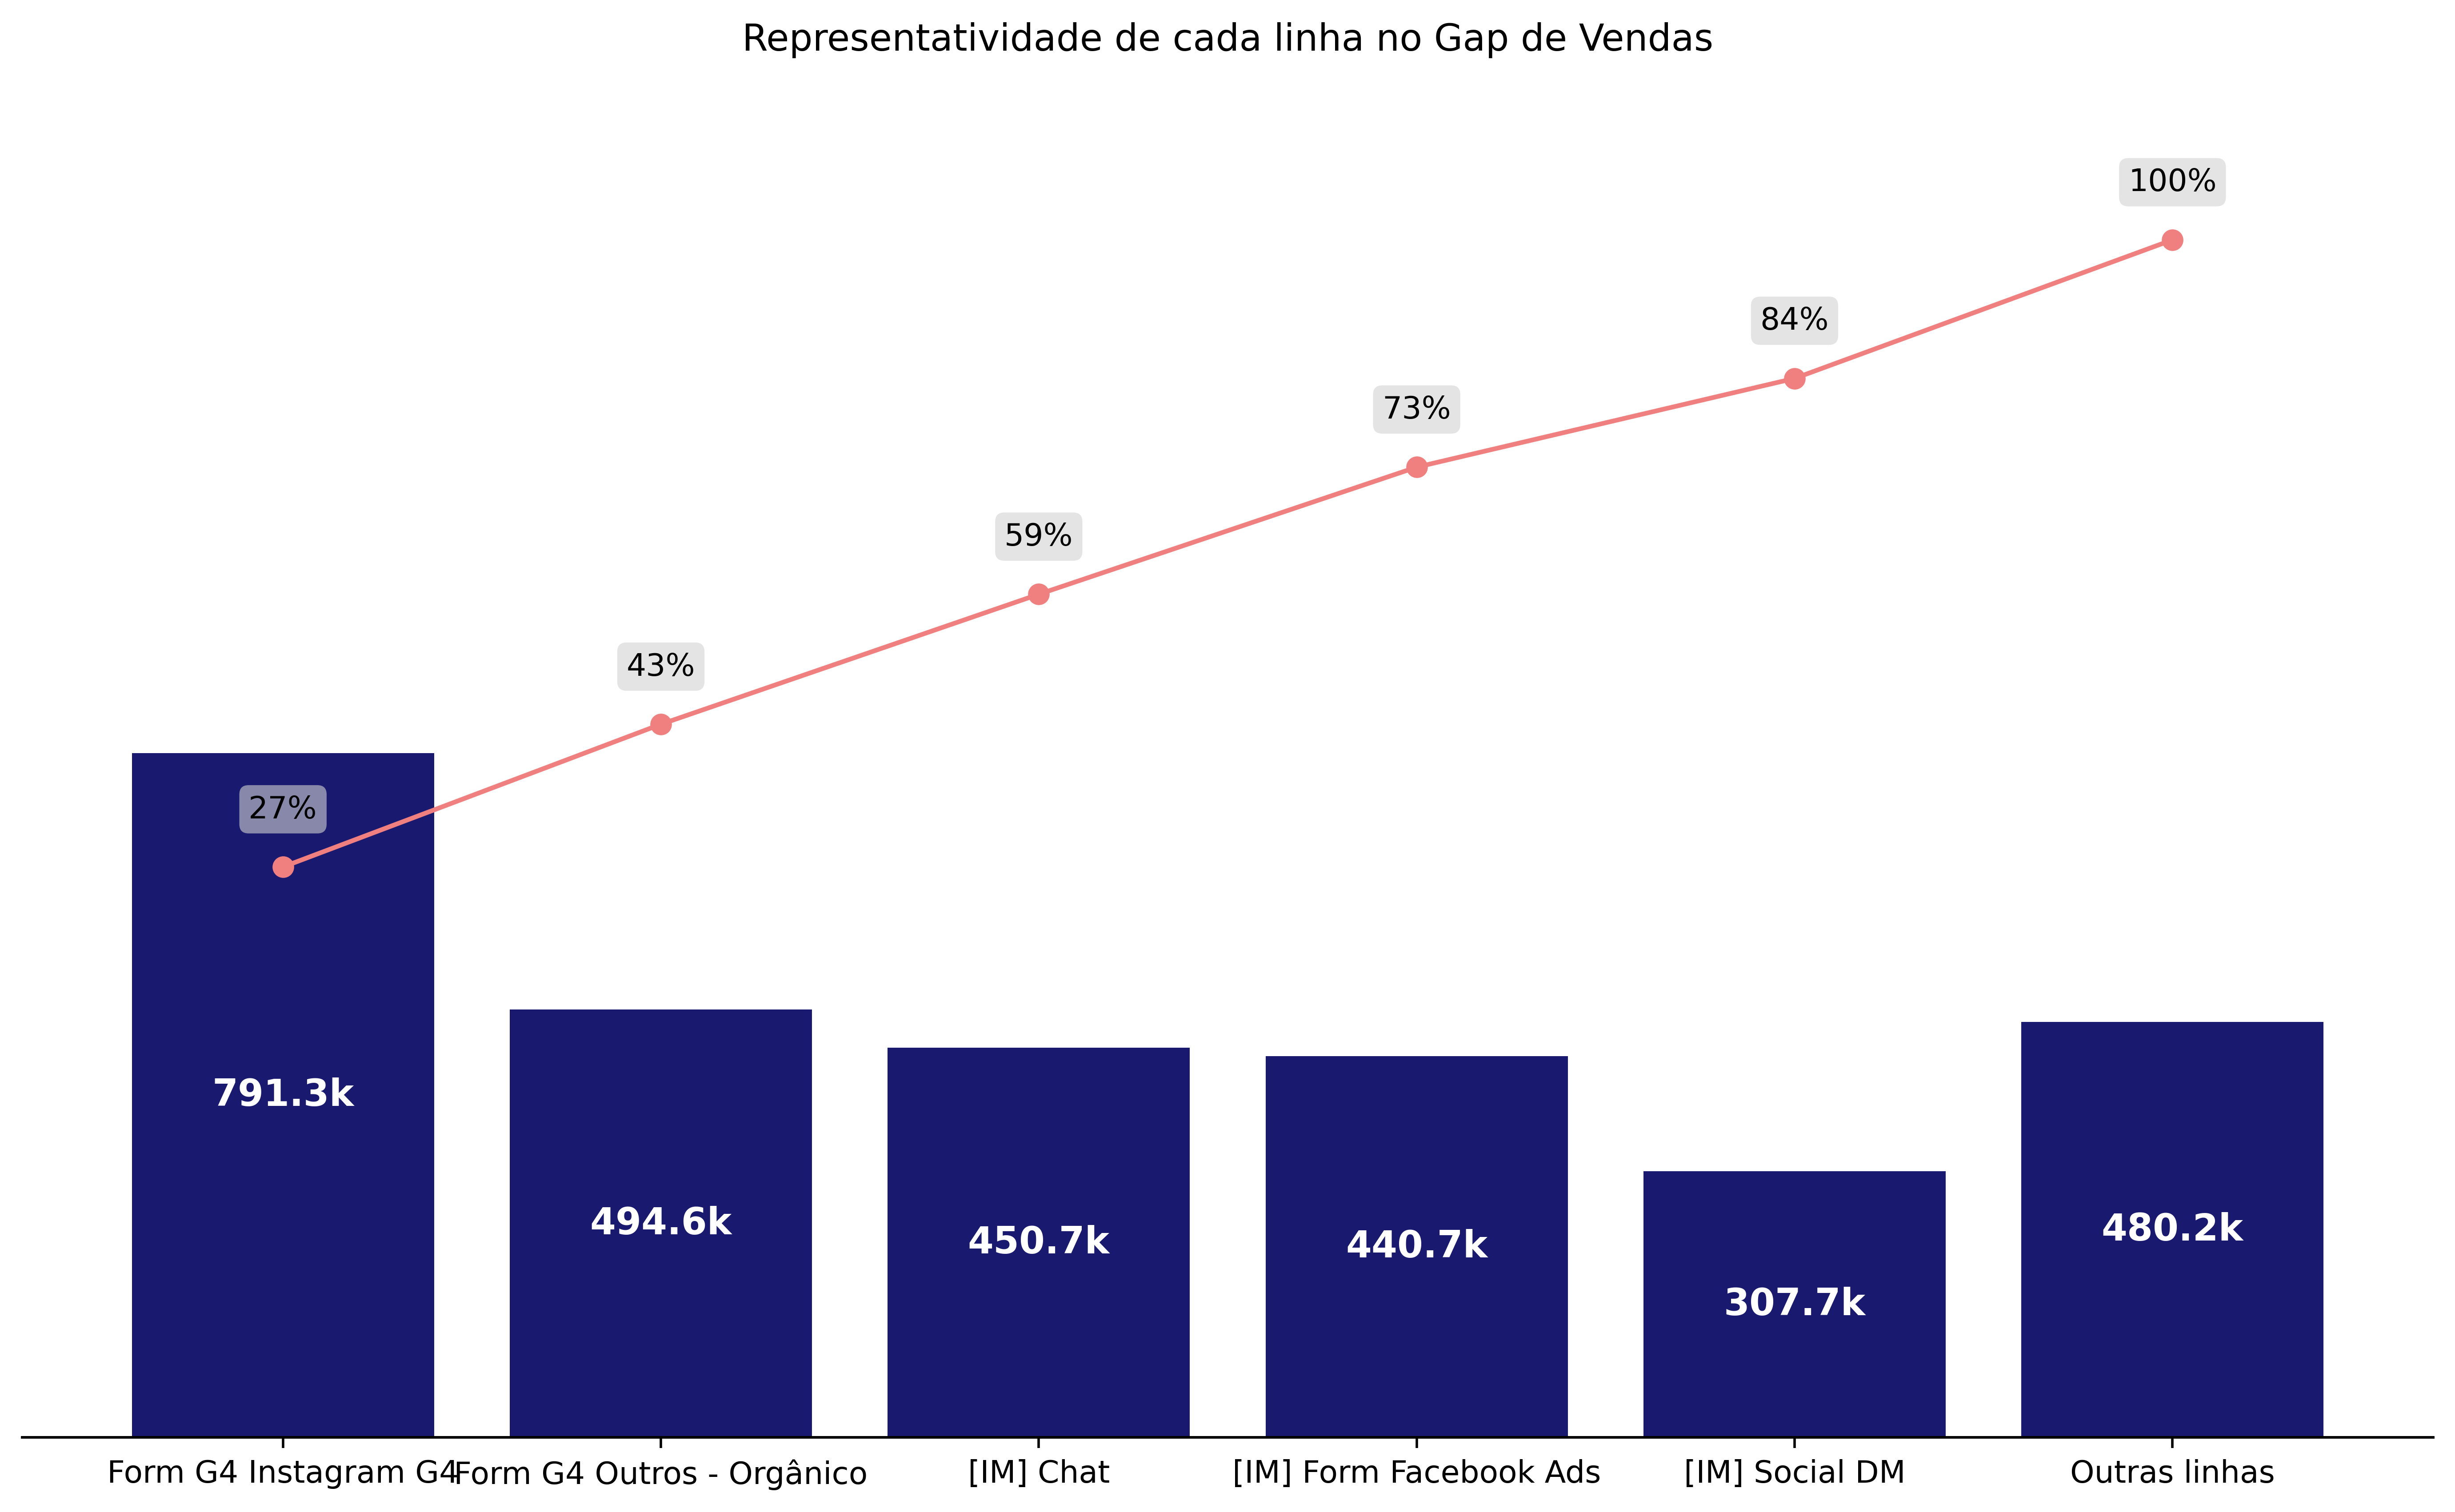 Representatividade de cada linha no Gap de Vendas
100%
84%
73%
59%
43%
27%
791.3k
494.6k
450.7k
440.7k
307.7k
480.2k
Form G4 Instagram G4
Form G4 Outros - Orgânico
[IM] Chat
[IM] Form Facebook Ads
[IM] Social DM
Outras linhas